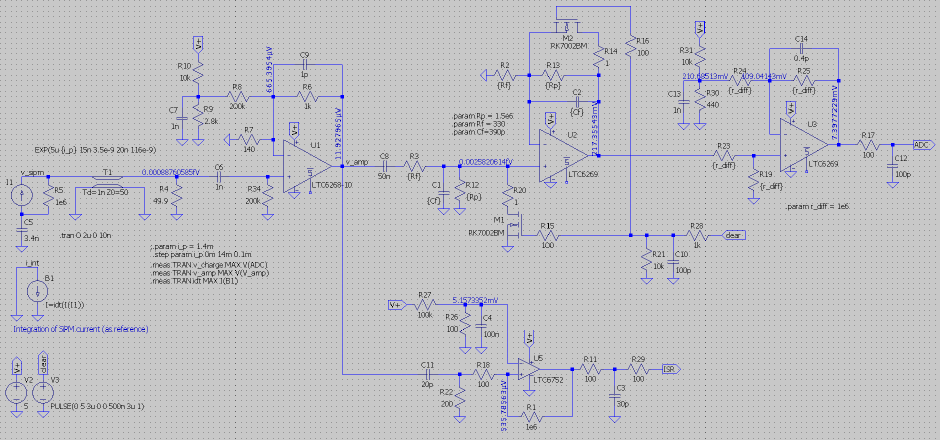 V+
R10
10k
C7
1n
R9
2.8k
R8
200k
665.3954µV
C9
1p
R6
1k
R7
140
V+
U1
LTC6268-10
11.927965µV
v_amp
EXP(5u {i_p} 15n 3.5e-9 20n 116e-9)
I1
v_sipm
R5
1e6
C5
3.4n
T1
Td=1n Z0=50
0.00088760585fV
R4
49.9
C6
1n
R34
200k
.tran 0 2u 0 10n
;.param i_p = 1.4m
.step param i_p 0m 14m 0.1m
.meas TRAN v_charge MAX V(ADC)
.meas TRAN v_amp MAX V(V_amp)
.meas TRAN idt MAX I(B1)
i_int
B1
I=idt(I(I1))
Integration of SPM current (as reference)
V+
V2
5
clear
V3
PULSE(0 5 3u 0 0 500n 3u 1)
C8
50n
R3
{Rf}
C1
{Cf}
R12
{Rp}
0.0025820614fV
.param Rp = 1.5e6
.param Rf = 330
.param Cf=390p
R2
{Rf}
R13
{Rp}
C2
{Cf}
M2
RK7002BM
R14
1
R16
100
V+
U2
LTC6269
217.35543mV
R20
1
M1
RK7002BM
R15
100
R21
10k
C10
100p
R28
1k
clear
V+
R31
10k
C13
1n
R30
440
210.68513mV
R24
{r_diff}
109.04143mV
C14
0.4p
R25
{r_diff}
V+
U3
LTC6269
7.3977229mV
R23
{r_diff}
R19
{r_diff}
.param r_diff = 1e6
R17
100
C12
100p
ADC
V+
R27
100k
5.1573352mV
R26
100
C4
100n
C11
20p
R22
200
R18
100
535.78563µV
V+
U5
LTC6752
R1
1e6
R11
100
C3
30p
R29
100
ISR